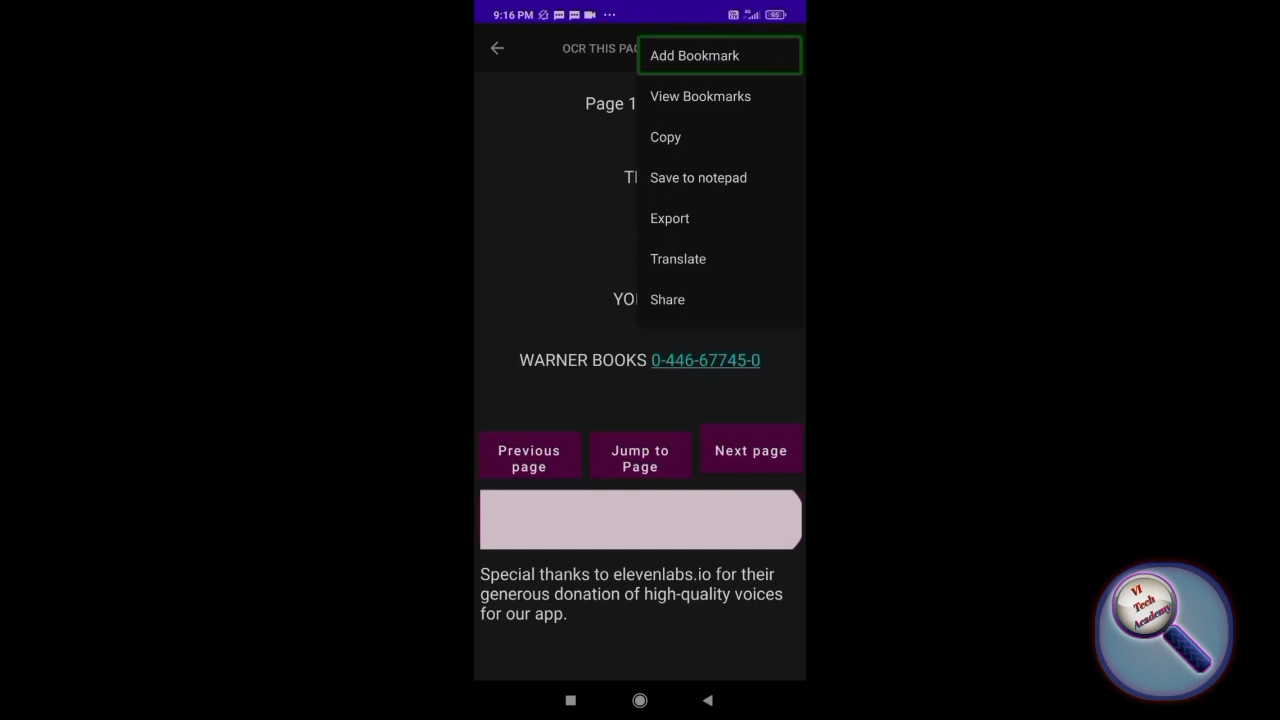 9:16 PM
95
OCR THIS PAG
Add Bookmark
Page 1
View Bookmarks
Copy
Save to notepad
Export
YO
Translate
Share
WARNER BOOKS 0-446-67745-0
Previous page
Jump to Page
Next page
Special thanks to elevenlabs.io for their
generous donation of high-quality voices
for our app.
VI
Tech
Academy